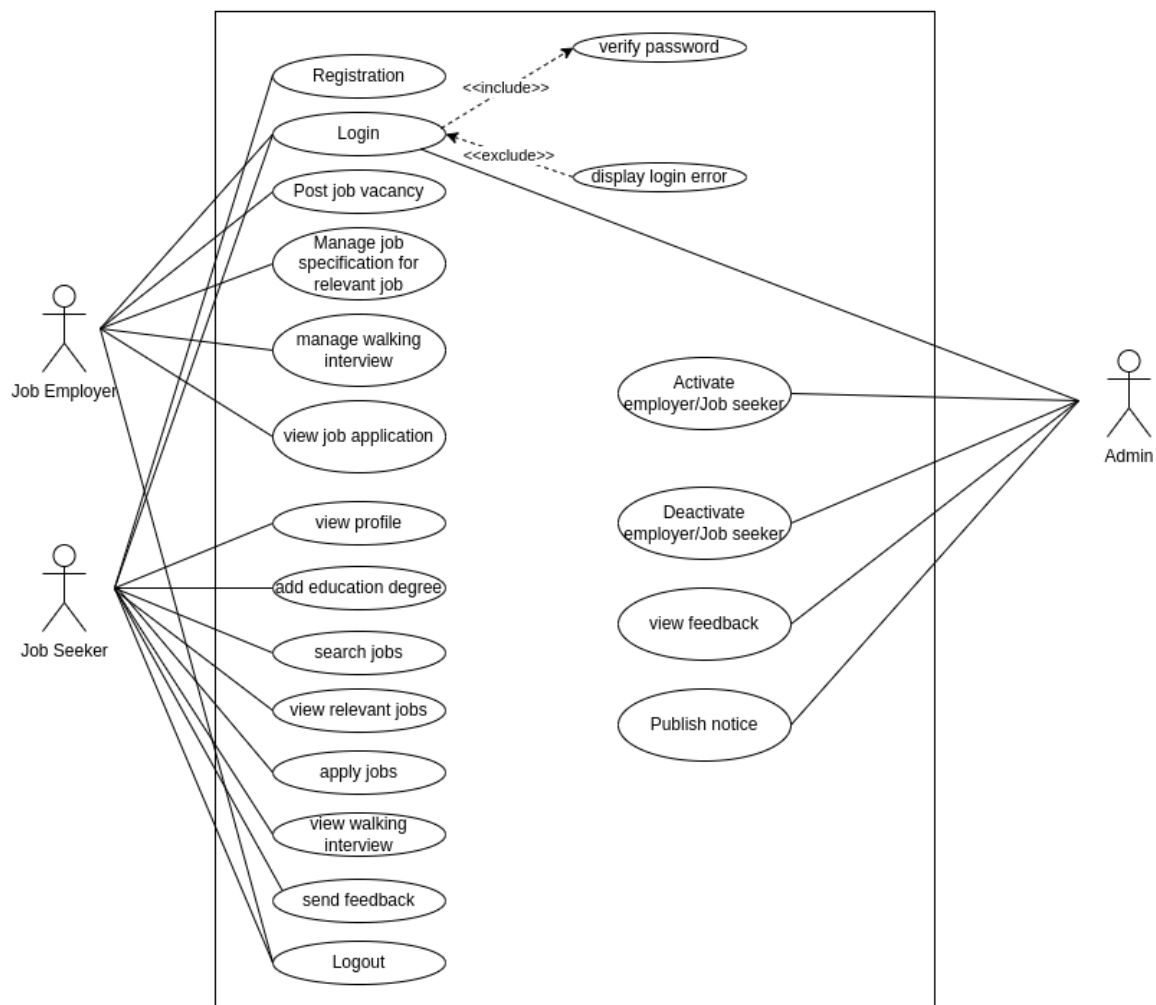 verify password
Registration
<<include>>
Login
<<exclude>>
display login error
Post job vacancy
Manage job
specification for
relevant job
manage walking
interview
Job Employer
Activate
employer/Job seeker
view job application
Admin
view profile
Deactivate
employer/Job seeker
add education degree
view feedback
Job Seeker
search jobs
view relevant jobs
Publish notice
apply jobs
view walking
interview
send feedback
Logout